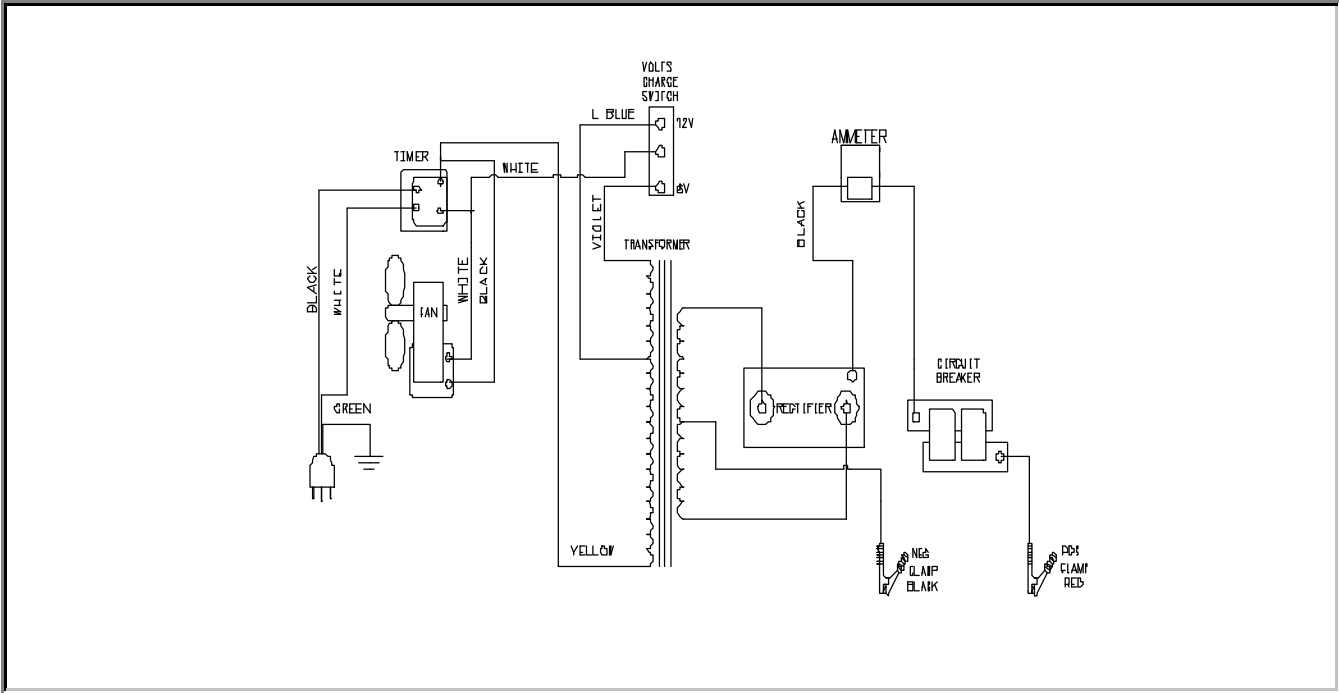 VOLTS
CHARGE
SWITCH
L BLUE
12V
TIMER
WHITE
6V
AMMETER
VIOLET
BLACK
TRANSFORMER
BLACK
WHITE
WHITE
BLACK
FAN
CIRCUIT
BREAKER
RECTIFIER
GREEN
YELLOW
NEG
CLAMP
BLACK
POS
CLAMP
RED